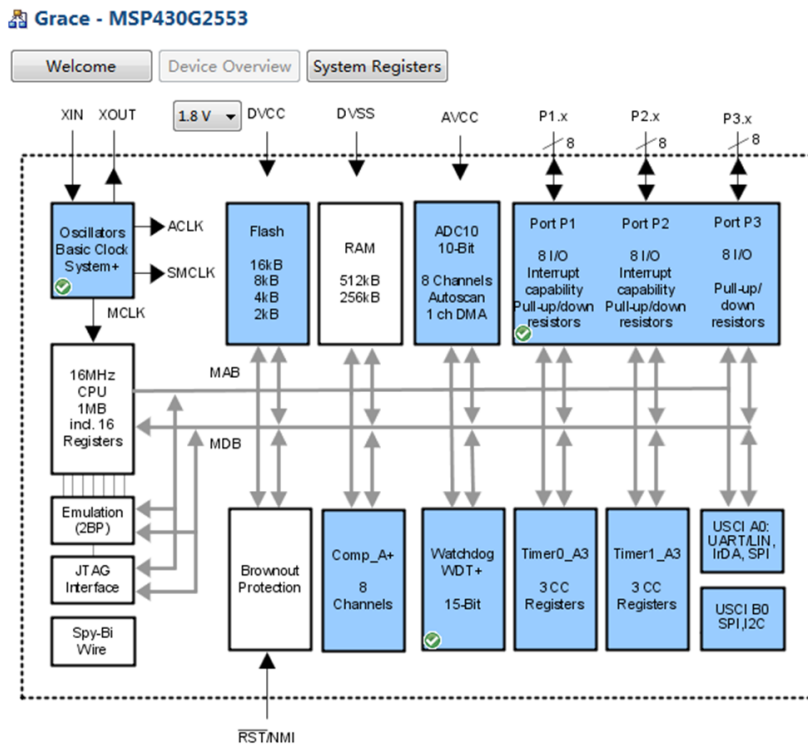 Grace - MSP430G2553
Welcome
Device Overview
System Registers
XIN
XOUT
1.8 V
DVCC
DVSS
AVCC
P1.x
P2.x
P3.x
8
8
8
Oscillators
Basic Clock
System+
ACLK
SMCLK
MCLK
Flash
16kB
8kB
4kB
2kB
RAM
512kB
256kB
ADC10
10-Bit
8 Channels
Autoscan
1 ch DMA
Port P1
8 I/O
Interrupt
capability
Pull-up/down
resistors
Port P2
8 I/O
Interrupt
capability
Pull-up/down
resistors
Port P3
8 I/O
Pull-up/
down
resistors
16MHz
CPU
1MB
incl. 16
Registers
MAB
MDB
Emulation
(2BP)
JTAG
Interface
Spy-Bi
Wire
Brownout
Protection
Comp_A+
8
Channels
Watchdog
WDT+
15-Bit
Timer0_A3
3 CC
Registers
Timer1_A3
3 CC
Registers
USCI A0:
UART/LIN,
IrDA, SPI
USCI B0
SPI,I2C
RST/NMI